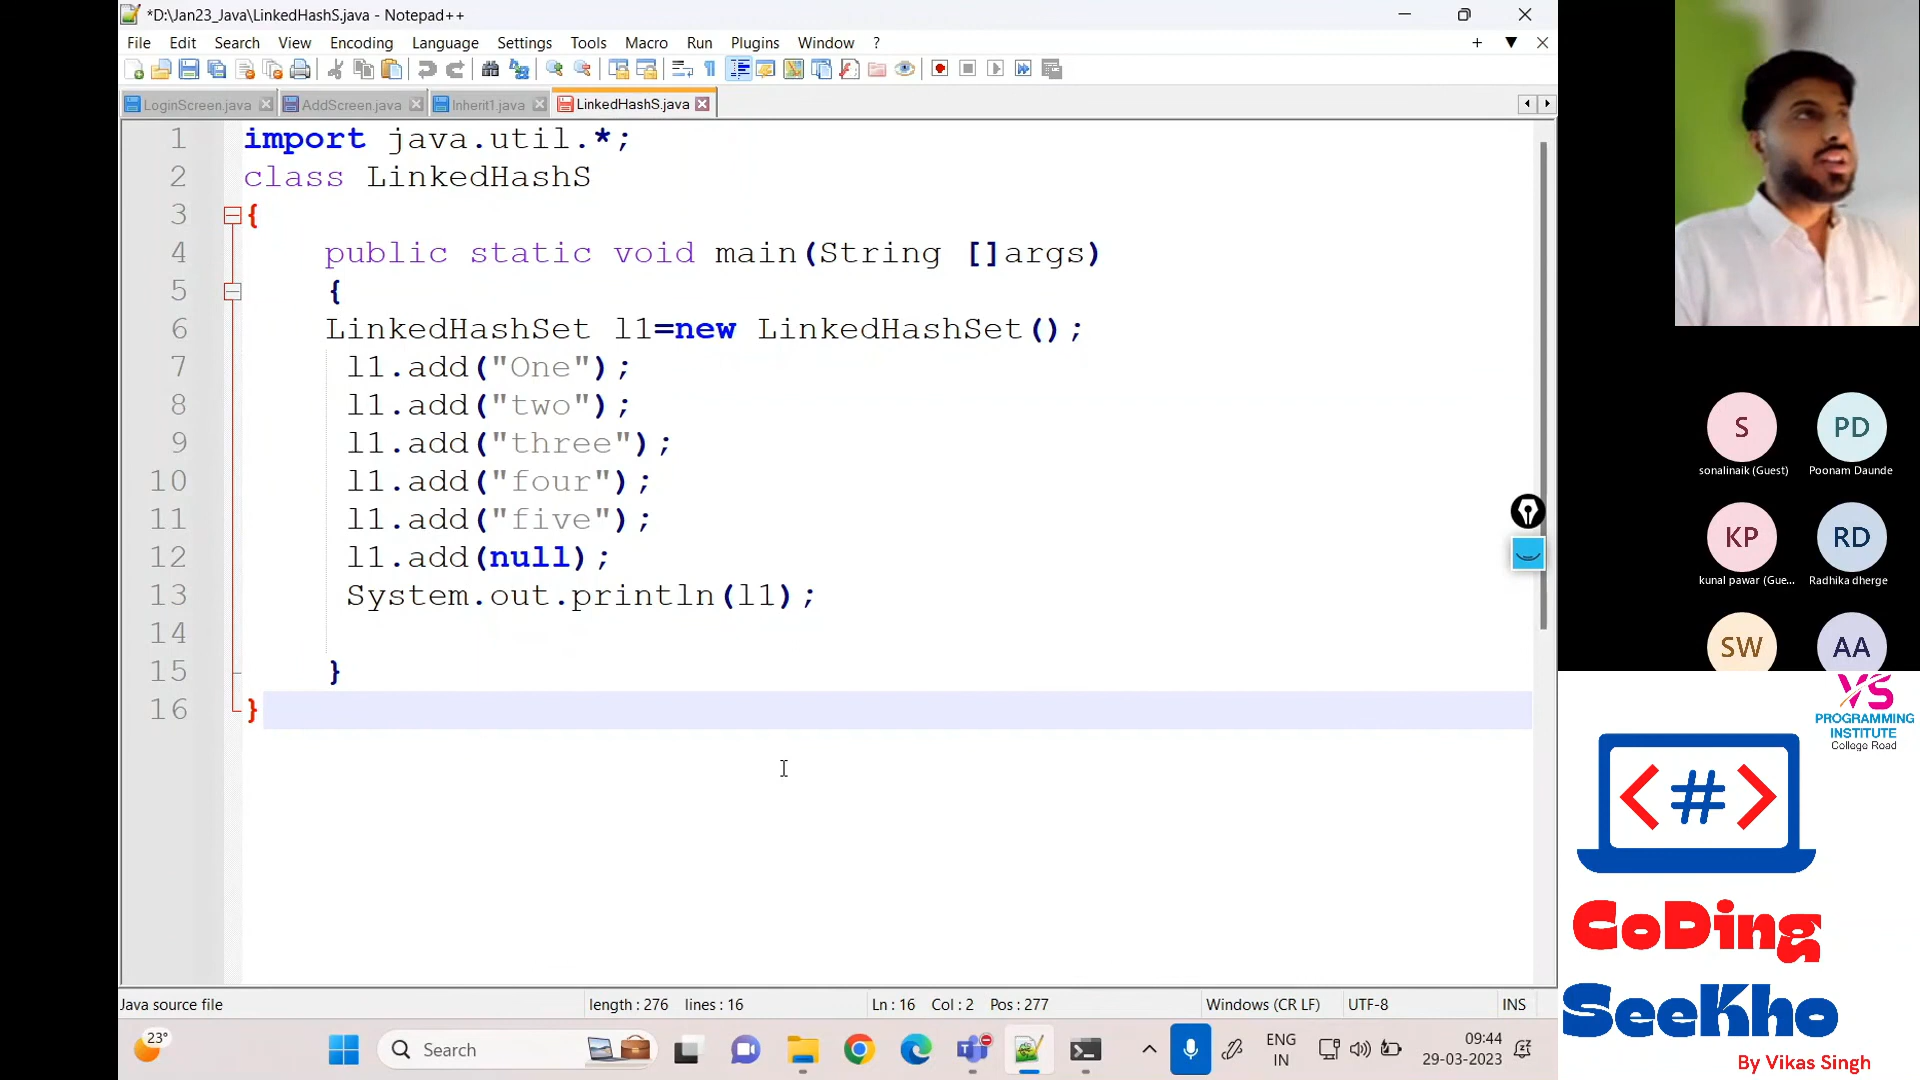 *D:\Jan23_Java\LinkedHashS.java - Notepad++
File Edit Search View Encoding Language Settings Tools Macro Run Plugins Window ?
LoginScreen.java AddScreen.java Inherit1.java LinkedHashS.java
1 import java.util.*;
2 class LinkedHashS
3 {
4 public static void main(String []args)
5 {
6 LinkedHashSet l1=new LinkedHashSet();
7 l1.add("One");
8 l1.add("two");
9 l1.add("three");
10 l1.add("four");
11 l1.add("five");
12 l1.add(null);
13 System.out.println(l1);
14
15 }
16 }
Java source file length : 276 lines : 16 Ln : 16 Col : 2 Pos : 277 Windows (CR LF) UTF-8 INS
23°
Search
ENG
IN
09:44
29-03-2023
S PD
sonalinaik (Guest) Poonam Daunde
KP RD
kunal pawar (Gue... Radhika dherge
SW AA
VS
PROGRAMMING
INSTITUTE
College Road
<#>
CoDing
SeeKho
By Vikas Singh